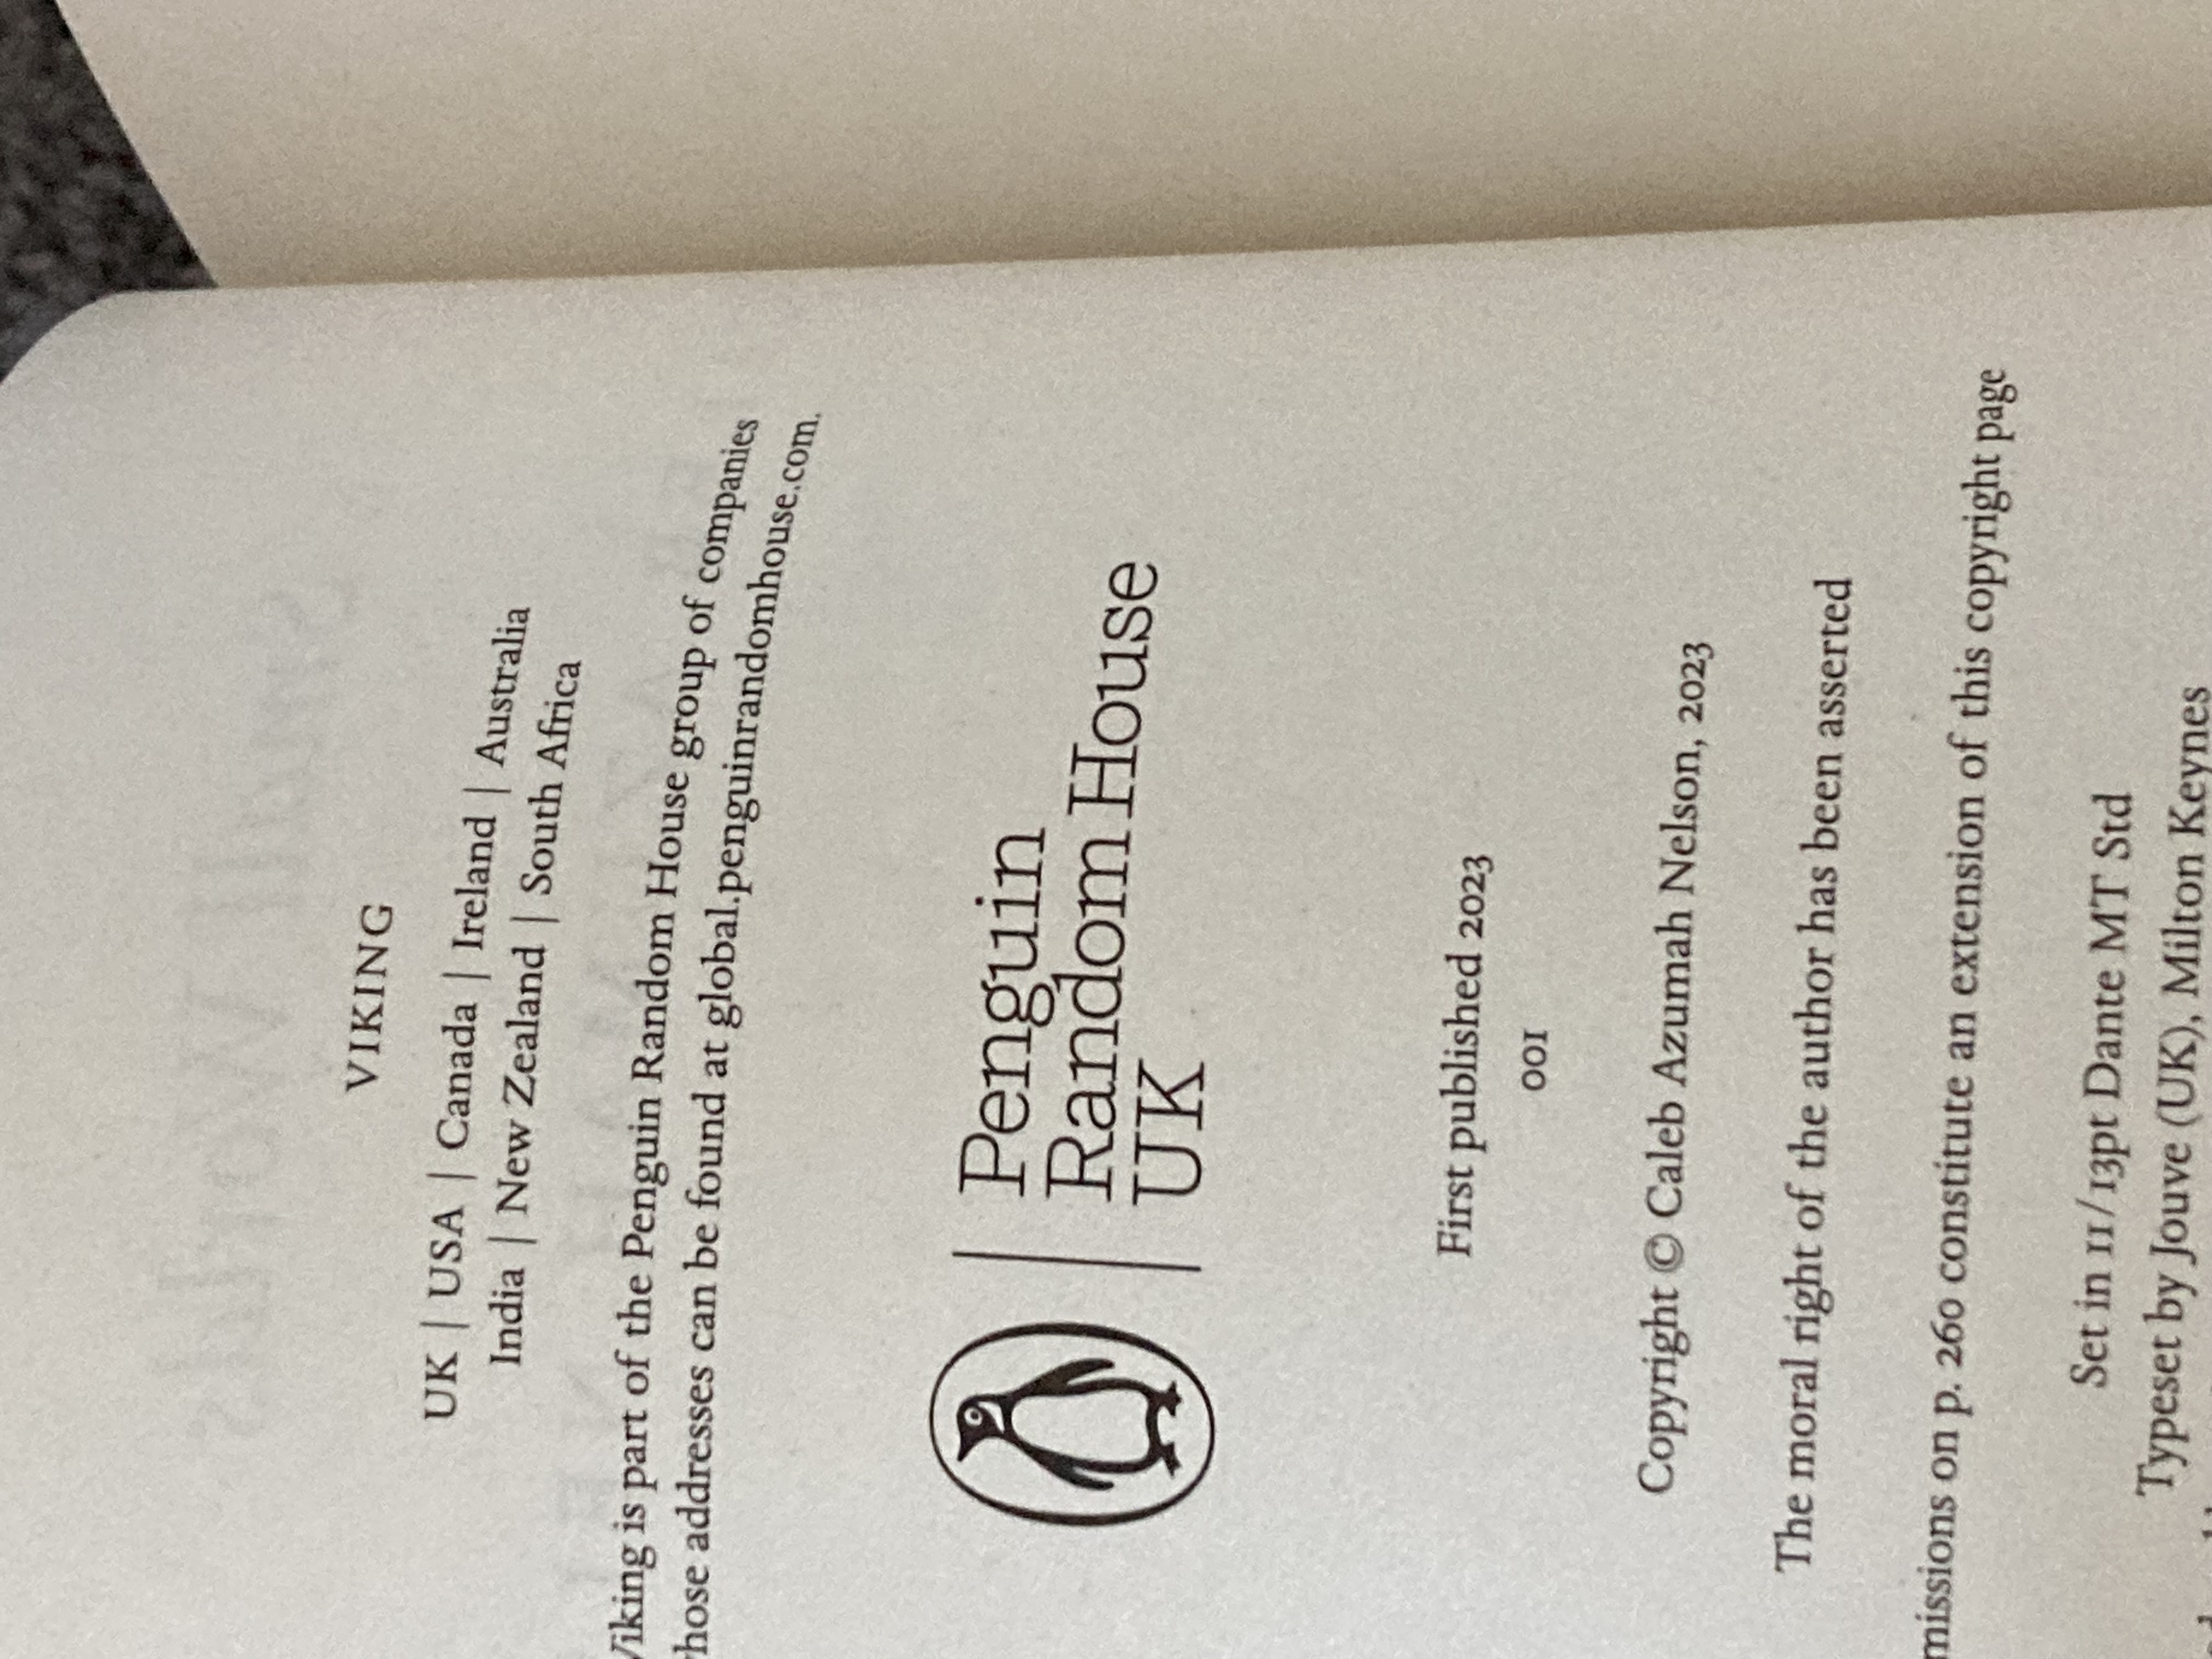 VIKING
UK | USA | Canada | Ireland | Australia
India | New Zealand | South Africa
Viking is part of the Penguin Random House group of companies
whose addresses can be found at global.penguinrandomhouse.com.
Penguin
Random House
UK
First published 2023
001
Copyright © Caleb Azumah Nelson, 2023
The moral right of the author has been asserted
missions on p. 260 constitute an extension of this copyright page
Set in 11/13pt Dante MT Std
Typeset by Jouve (UK), Milton Keynes